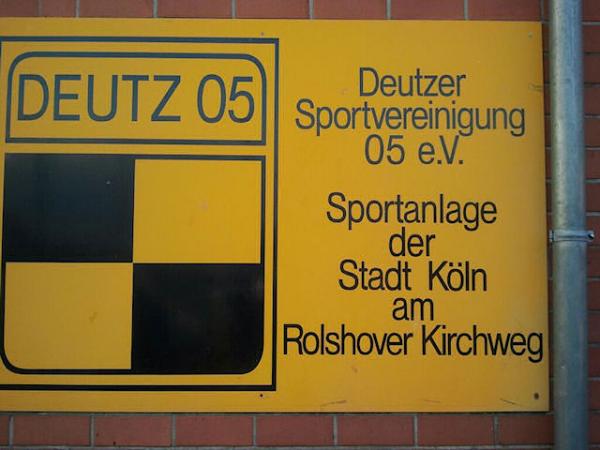 DEUTZ 05
Deutzer
Sportvereinigung
05 e.V.
Sportanlage
der
Stadt Köln
am
Rolshover Kirchweg